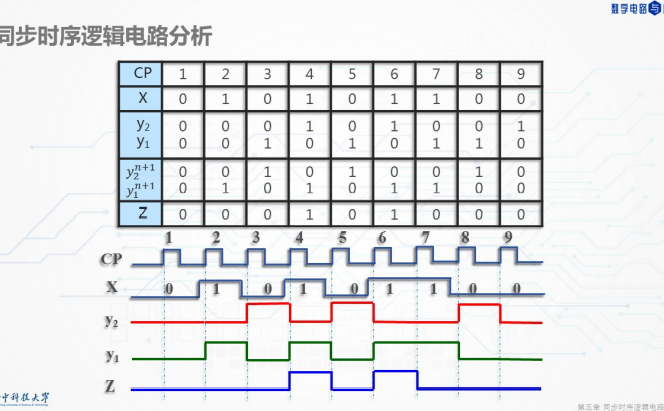 数字电路与
同步时序逻辑电路分析
CP 1 2 3 4 5 6 7 8 9
X 0 1 0 1 0 1 1 0 0
y₂ 0 0 0 1 0 1 0 0 1
y₁ 0 0 1 0 1 0 1 1 0
y₂ⁿ⁺¹ 0 0 1 0 1 0 0 1 0
y₁ⁿ⁺¹ 0 1 0 1 0 1 1 0 0
Z 0 0 0 1 0 1 0 0 0
1 2 3 4 5 6 7 8 9
CP
X 0 1 0 1 0 1 1 0 0
y₂
y₁
Z
中科技大学
第五章 同步时序逻辑电路